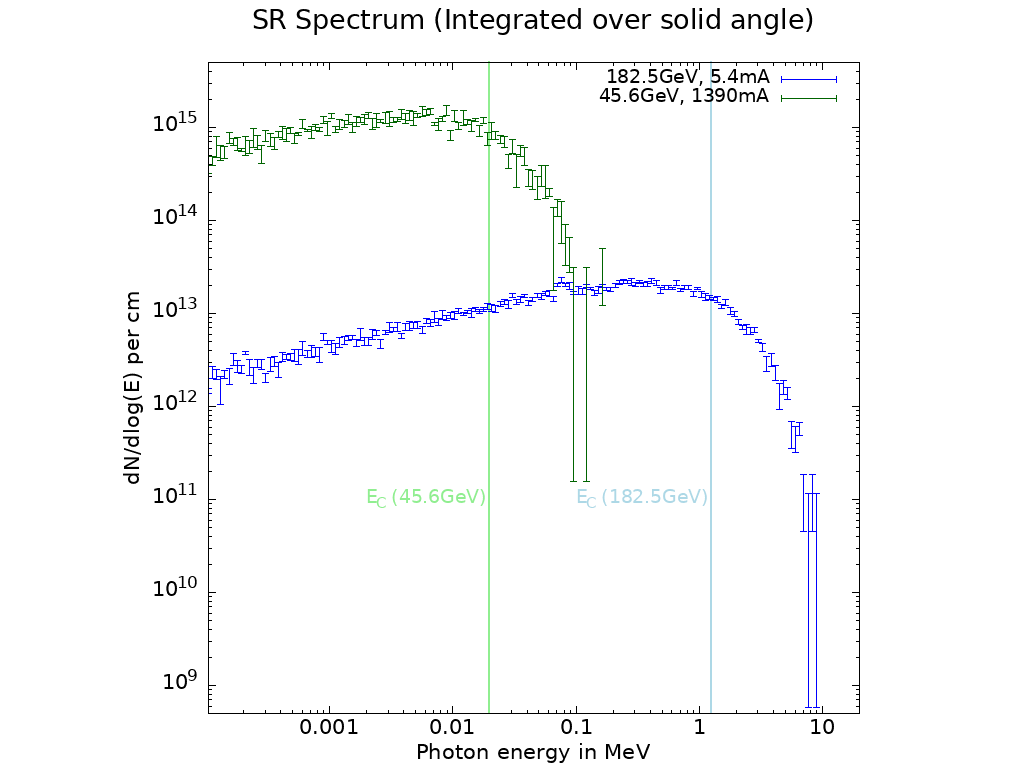 SR Spectrum (Integrated over solid angle)
182.5GeV, 5.4mA
45.6GeV, 1390mA
dN/dlog(E) per cm
10^15
10^14
10^13
10^12
10^11
10^10
10^9
E_C (45.6GeV)
E_C (182.5GeV)
0.001
0.01
0.1
1
10
Photon energy in MeV